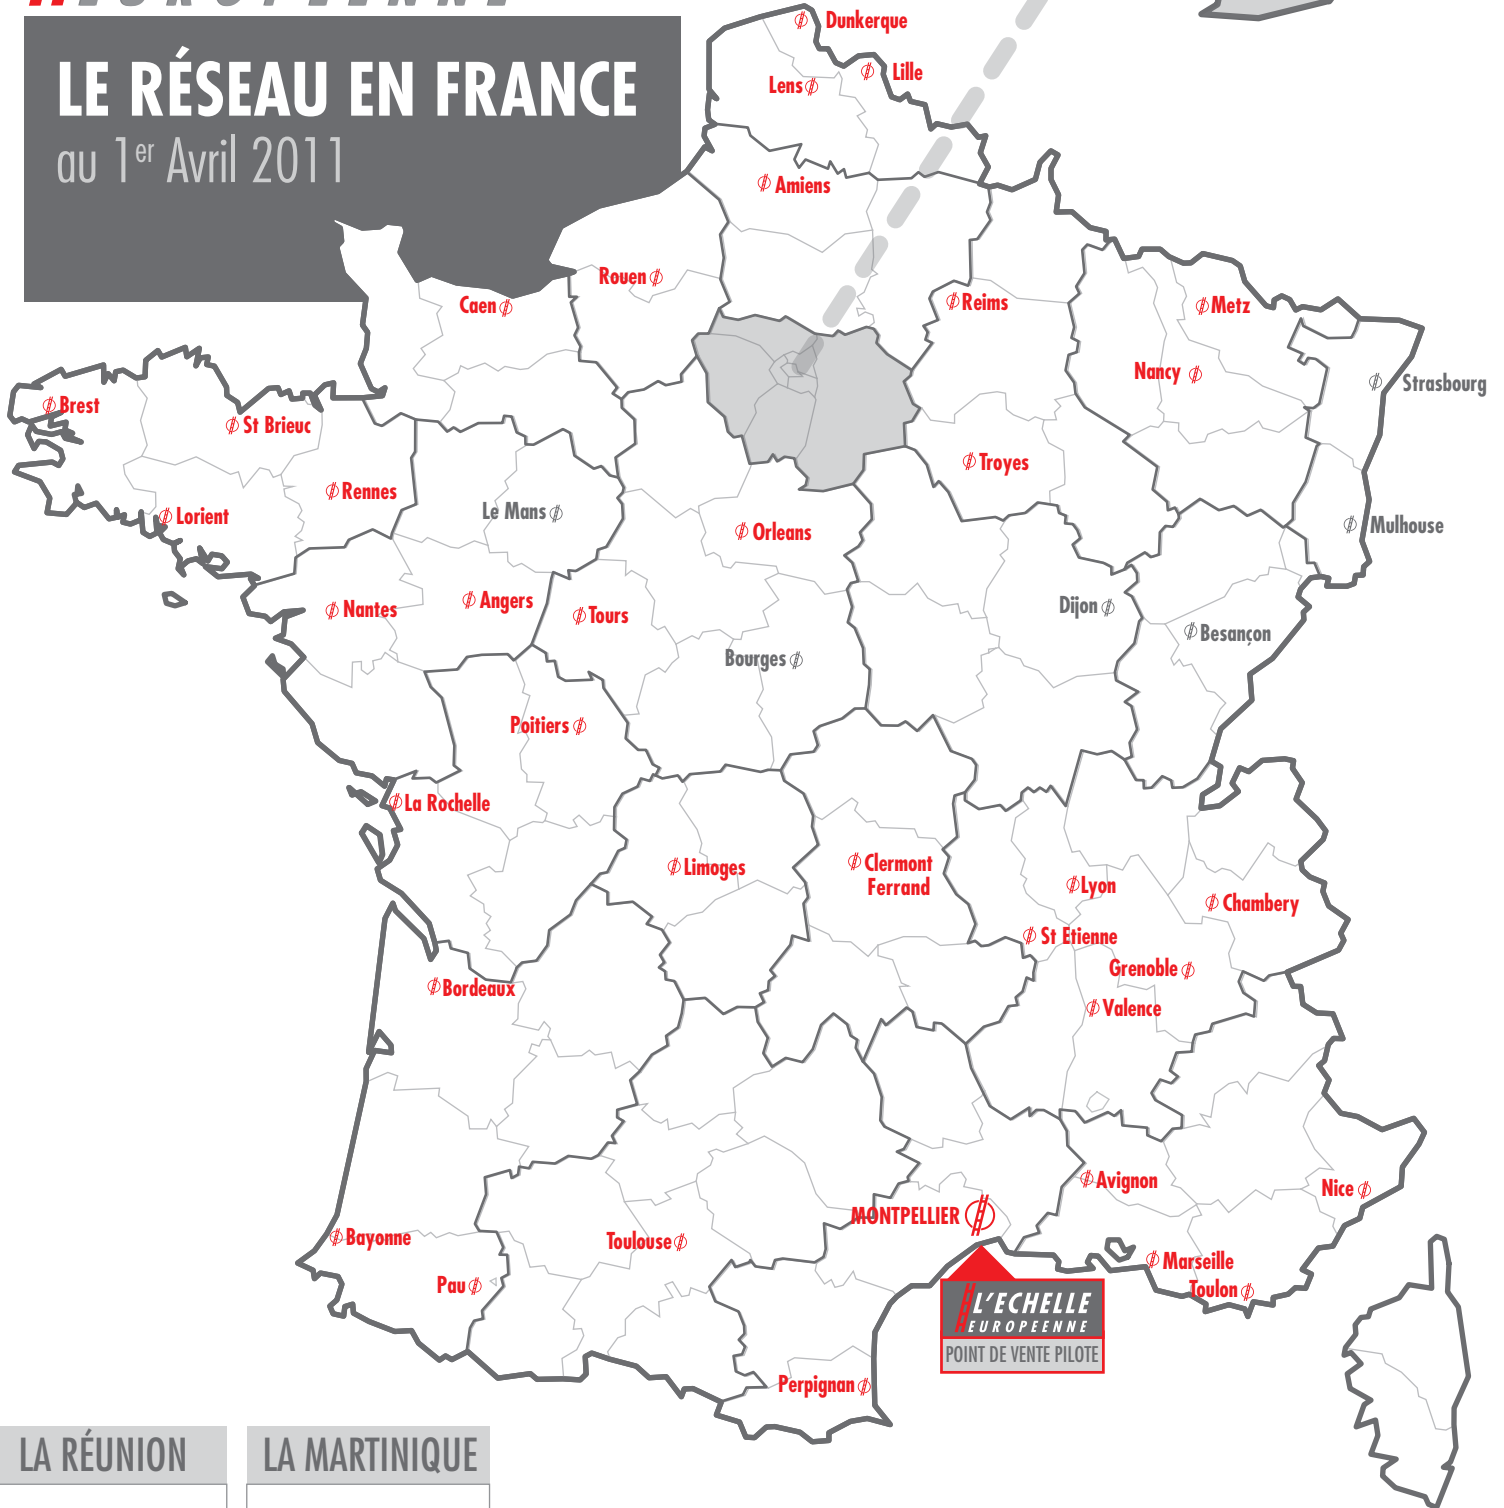 EUROPEENNE
LE RÉSEAU EN FRANCE
au 1er Avril 2011
Dunkerque
Lille
Lens
Amiens
Rouen
Caen
Reims
Metz
Nancy
Strasbourg
Brest
St Brieuc
Troyes
Rennes
Le Mans
Lorient
Orleans
Mulhouse
Nantes
Angers
Tours
Dijon
Besançon
Bourges
Poitiers
La Rochelle
Limoges
Clermont
Ferrand
Lyon
Chambery
St Etienne
Grenoble
Bordeaux
Valence
Avignon
Nice
MONTPELLIER
Bayonne
Toulouse
Marseille
Pau
Toulon
L'ECHELLE
EUROPEENNE
POINT DE VENTE PILOTE
Perpignan
LA RÉUNION
LA MARTINIQUE